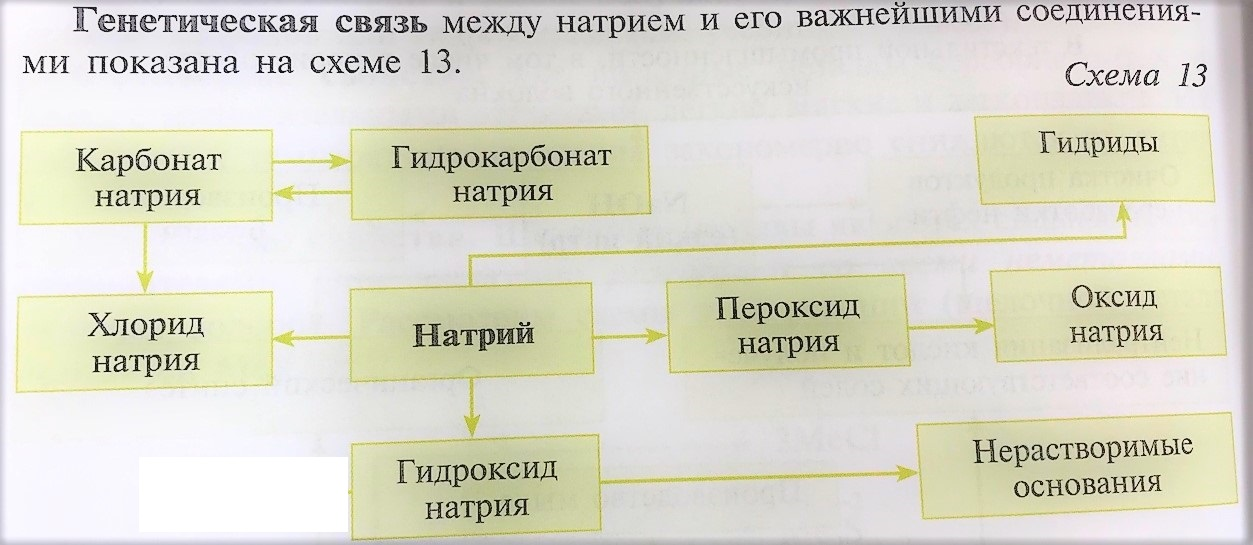 Генетическая связь между натрием и его важнейшими соединения-
ми показана на схеме 13.
Схема 13
Карбонат
натрия
Гидрокарбонат
натрия
Гидриды
Хлорид
натрия
Натрий
Пероксид
натрия
Оксид
натрия
Гидроксид
натрия
Нерастворимые
основания